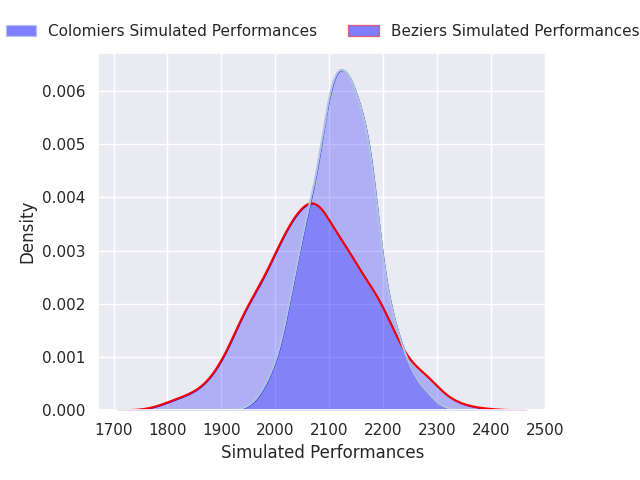 Colomiers Simulated Performances
Beziers Simulated Performances
0.006
0.005
0.004
0.003
0.002
0.001
0.000
Density
1700 1800 1900 2000 2100 2200 2300 2400 2500
Simulated Performances